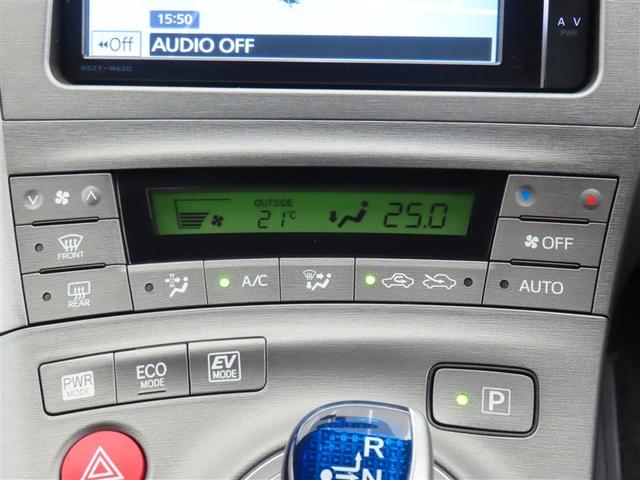 15:50
Off
AUDIO OFF
NSZT-W62G
A V
PWR
OUTSIDE
21°C
25.0
FRONT
OFF
REAR
A/C
AUTO
PWR MODE
ECO MODE
EV MODE
P
R
N